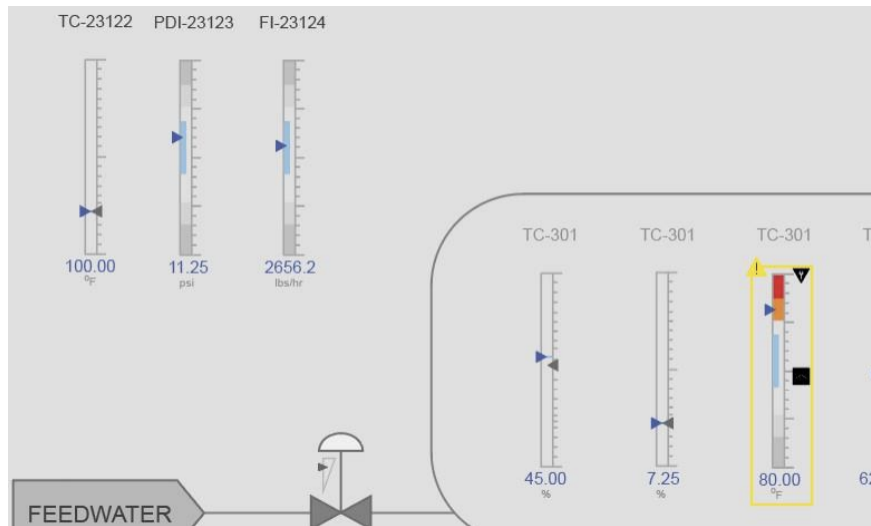 TC-23122 PDI-23123 FI-23124
100.00 11.25 2656.2
°F psi lbs/hr
TC-301 TC-301 TC-301 T
!
45.00 7.25 80.00 62
% % °F
FEEDWATER